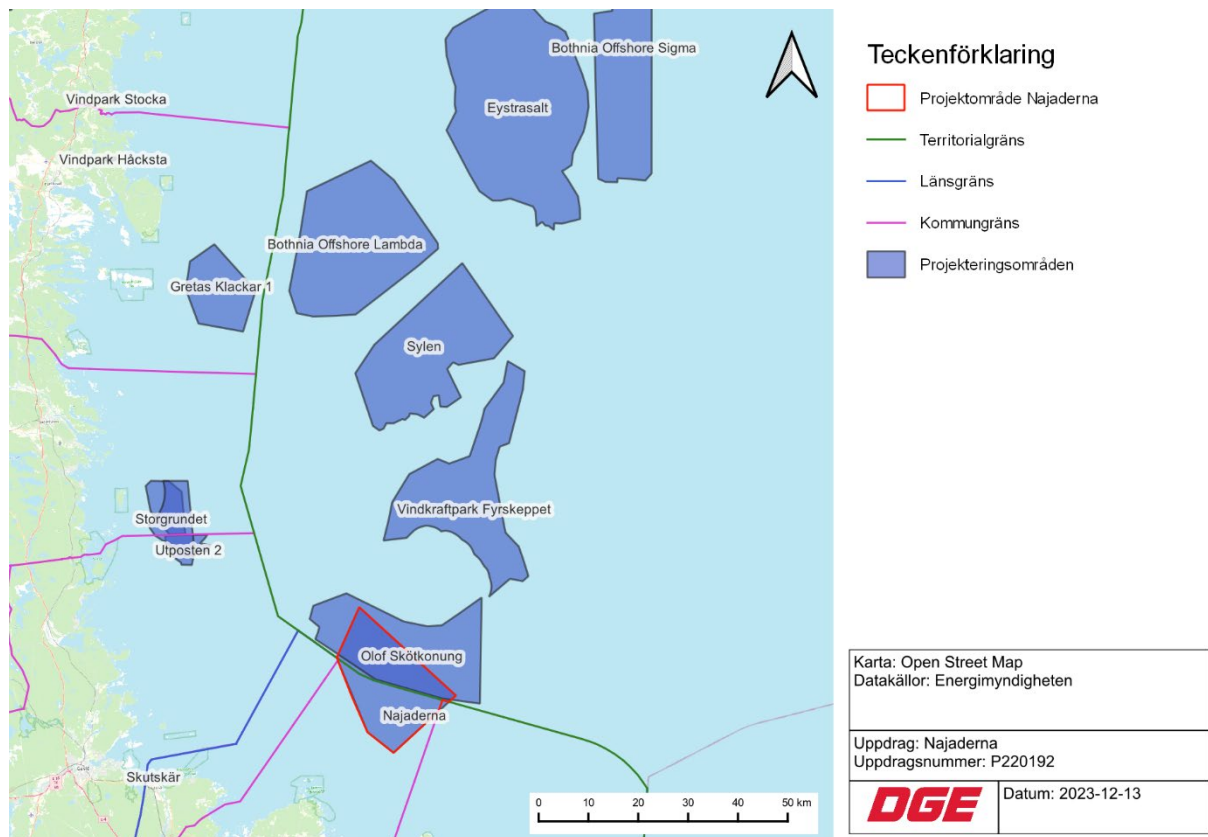 Bothnia Offshore Sigma
Vindpark Stocka
Eystrasalt
Vindpark Håcksta
Bothnia Offshore Lambda
Gretas Klackar 1
Sylen
Vindkraftpark Fyrskeppet
Storgrundet
Utposten 2
Olof Skötkonung
Najaderna
Skutskär
0 10 20 30 40 50 km
Teckenförklaring
Projektområde Najaderna
Territorialgräns
Länsgräns
Kommungräns
Projekteringsområden
Karta: Open Street Map
Datakällor: Energimyndigheten
Uppdrag: Najaderna
Uppdragsnummer: P220192
DGE
Datum: 2023-12-13